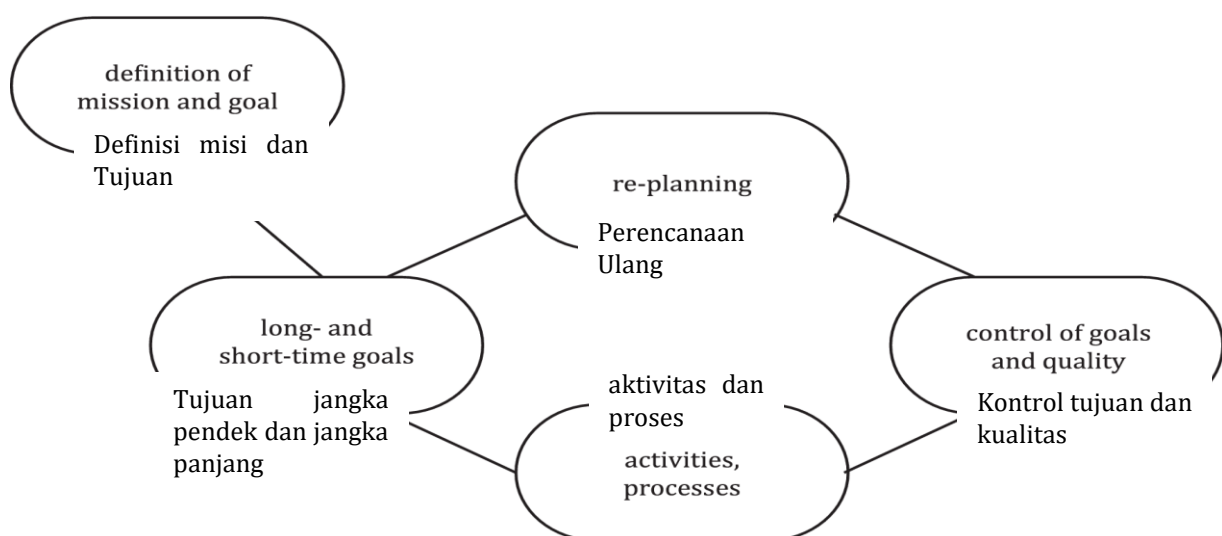 definition of
mission and goal
Definisi misi dan
Tujuan
re-planning
Perencanaan
Ulang
long- and
short-time goals
Tujuan jangka
pendek dan jangka
panjang
control of goals
and quality
Kontrol tujuan dan
kualitas
aktivitas dan
proses
activities,
processes